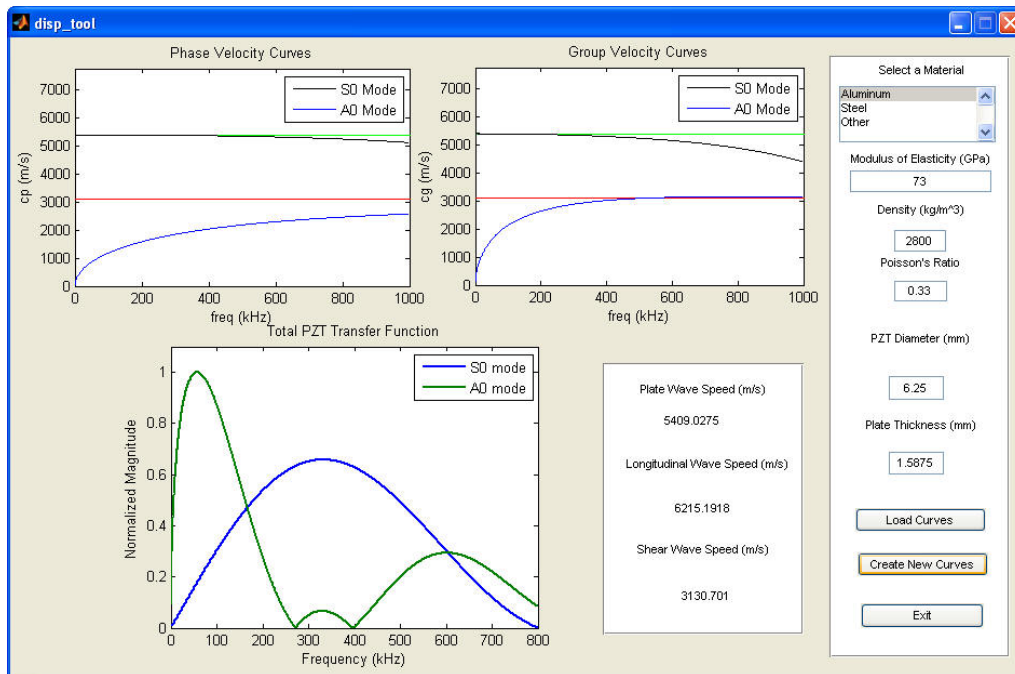 disp_tool
Phase Velocity Curves
7000
6000
5000
4000
3000
2000
1000
0
cp (m/s)
S0 Mode
A0 Mode
0 200 400 600 800 1000
freq (kHz)
Group Velocity Curves
7000
6000
5000
4000
3000
2000
1000
0
cg (m/s)
S0 Mode
A0 Mode
0 200 400 600 800 1000
freq (kHz)
Total PZT Transfer Function
1
0.8
0.6
0.4
0.2
0
Normalized Magnitude
S0 mode
A0 mode
0 100 200 300 400 500 600 700 800
Frequency (kHz)
Plate Wave Speed (m/s)
5409.0275
Longitudinal Wave Speed (m/s)
6215.1918
Shear Wave Speed (m/s)
3130.701
Select a Material
Aluminum
Steel
Other
Modulus of Elasticity (GPa)
73
Density (kg/m^3)
2800
Poisson's Ratio
0.33
PZT Diameter (mm)
6.25
Plate Thickness (mm)
1.5875
Load Curves
Create New Curves
Exit